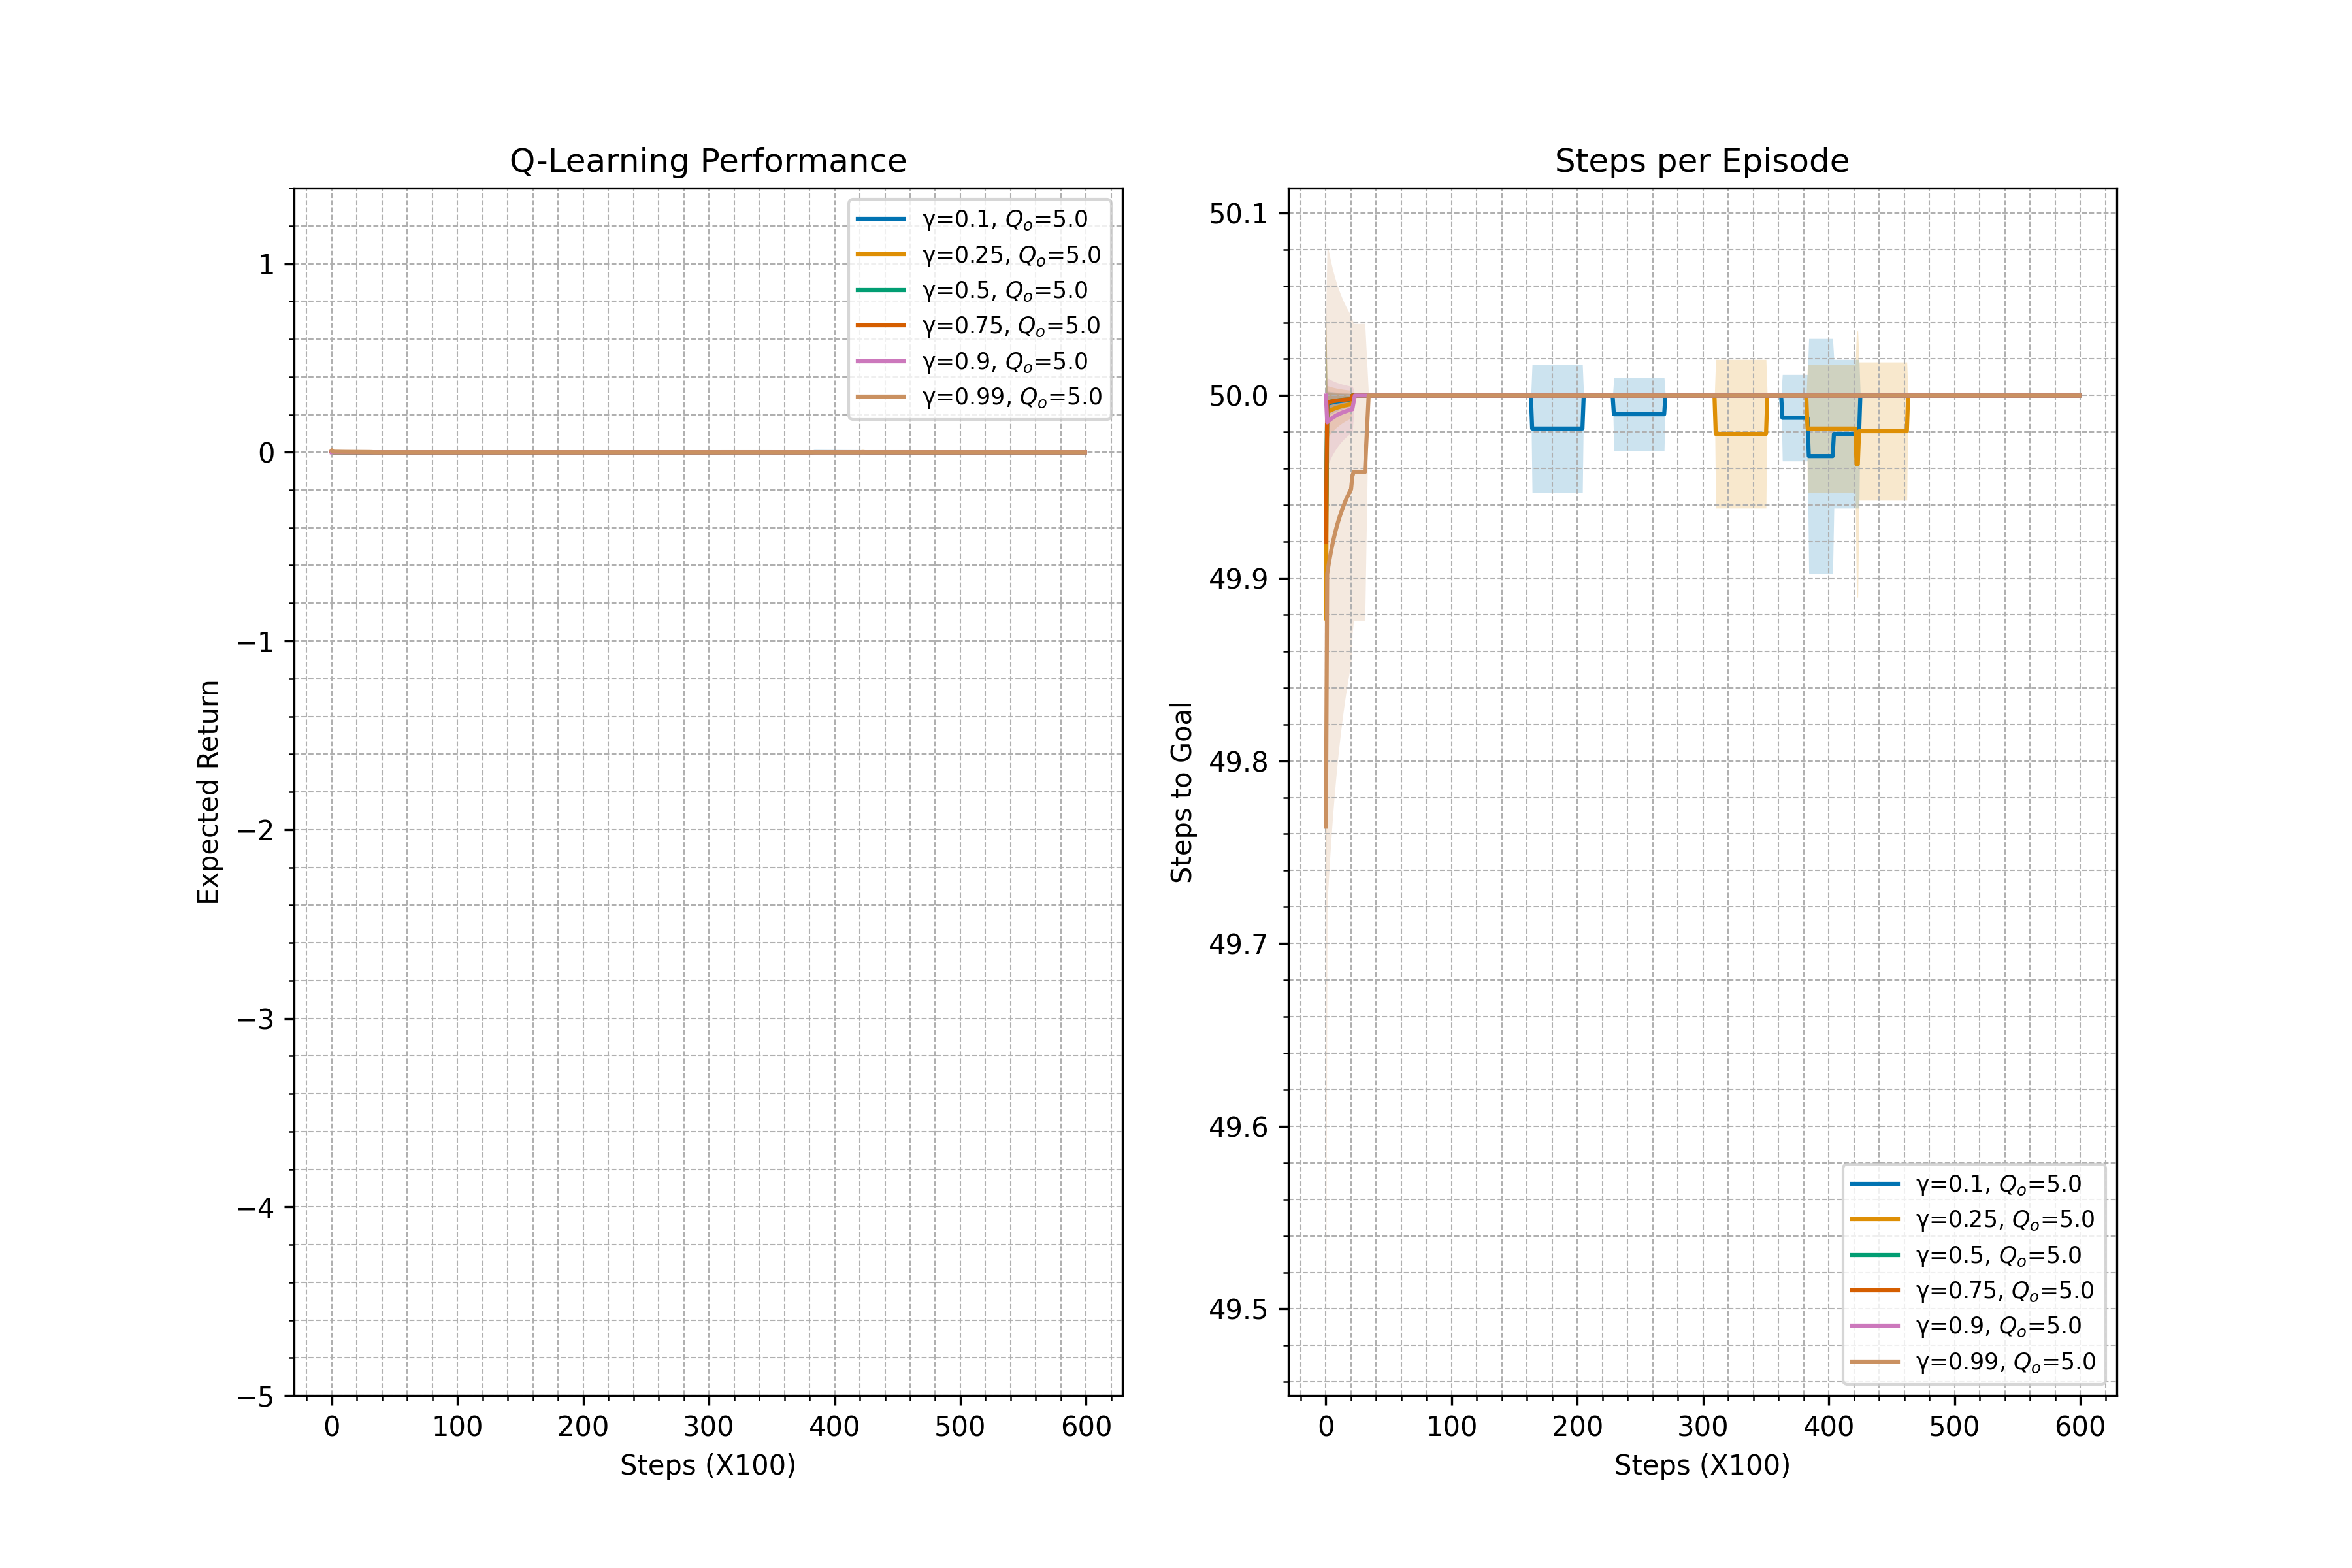 Q-Learning Performance
Expected Return
1
0
−1
−2
−3
−4
−5
0 100 200 300 400 500 600
Steps (X100)
γ=0.1, Qₒ=5.0
γ=0.25, Qₒ=5.0
γ=0.5, Qₒ=5.0
γ=0.75, Qₒ=5.0
γ=0.9, Qₒ=5.0
γ=0.99, Qₒ=5.0
Steps per Episode
Steps to Goal
50.1
50.0
49.9
49.8
49.7
49.6
49.5
0 100 200 300 400 500 600
Steps (X100)
γ=0.1, Qₒ=5.0
γ=0.25, Qₒ=5.0
γ=0.5, Qₒ=5.0
γ=0.75, Qₒ=5.0
γ=0.9, Qₒ=5.0
γ=0.99, Qₒ=5.0